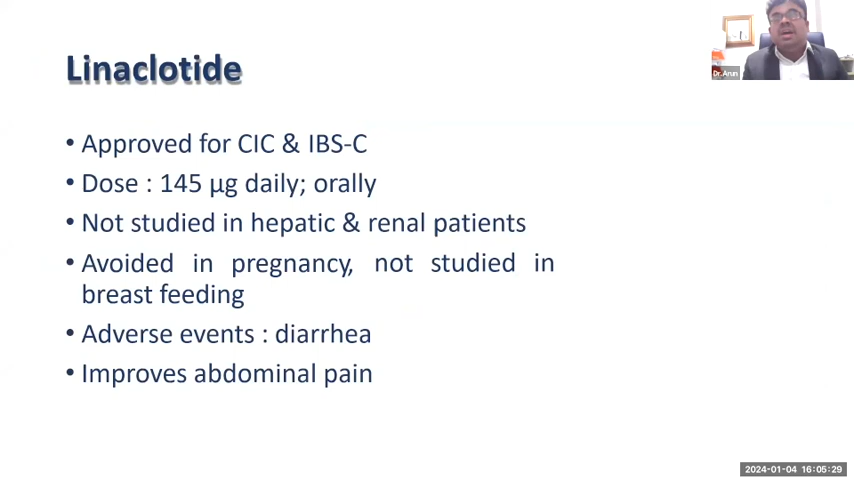 Linaclotide
Dr.Arun
• Approved for CIC & IBS-C
• Dose : 145 µg daily; orally
• Not studied in hepatic & renal patients
• Avoided in pregnancy, not studied in
breast feeding
• Adverse events : diarrhea
• Improves abdominal pain
2024-01-04 16:05:29